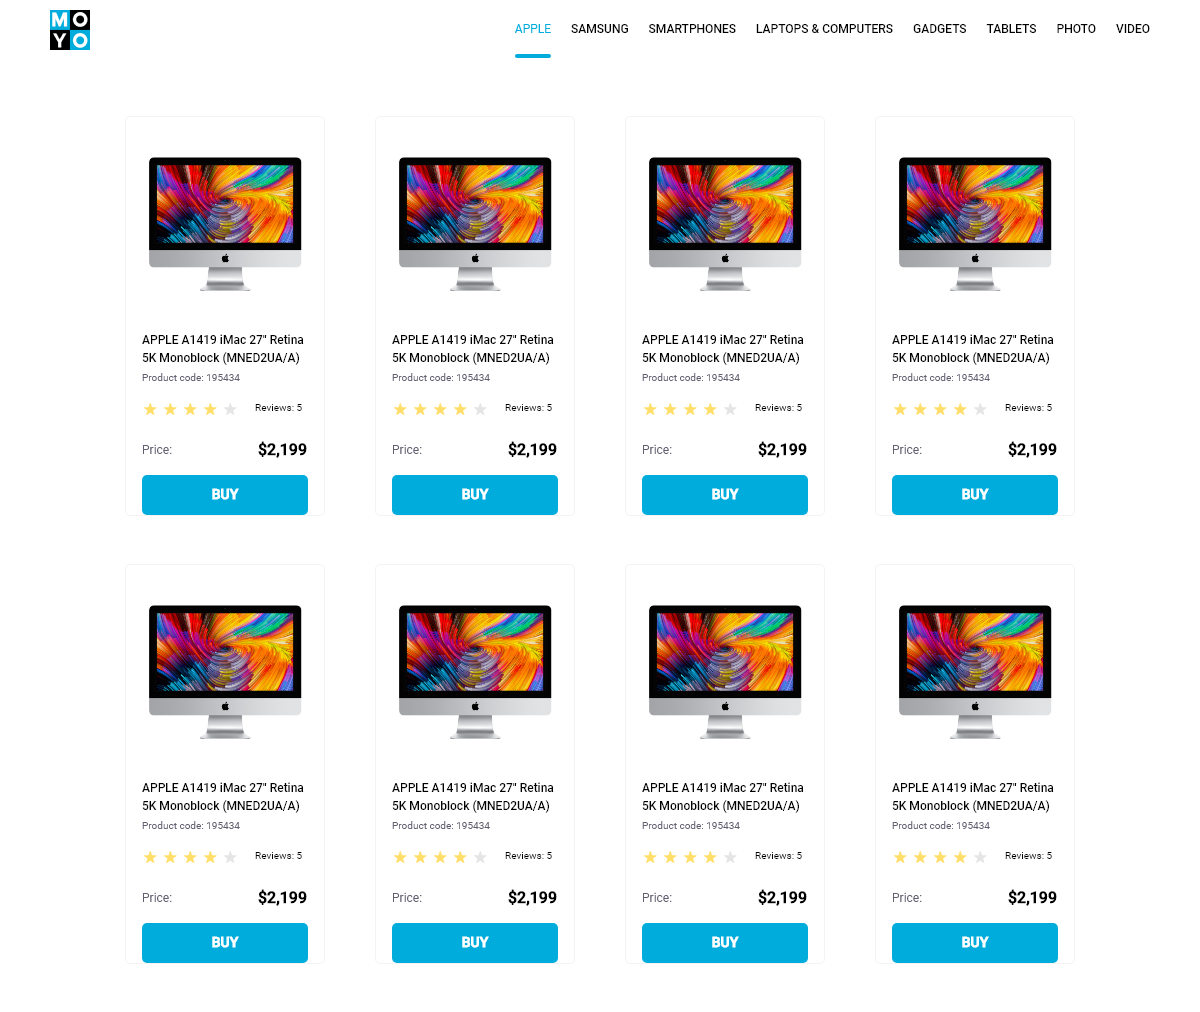 MO
YO
APPLE SAMSUNG SMARTPHONES LAPTOPS & COMPUTERS GADGETS TABLETS PHOTO VIDEO
APPLE A1419 iMac 27" Retina
5K Monoblock (MNED2UA/A)
Product code: 195434
Reviews: 5
Price: $2,199
BUY
APPLE A1419 iMac 27" Retina
5K Monoblock (MNED2UA/A)
Product code: 195434
Reviews: 5
Price: $2,199
BUY
APPLE A1419 iMac 27" Retina
5K Monoblock (MNED2UA/A)
Product code: 195434
Reviews: 5
Price: $2,199
BUY
APPLE A1419 iMac 27" Retina
5K Monoblock (MNED2UA/A)
Product code: 195434
Reviews: 5
Price: $2,199
BUY
APPLE A1419 iMac 27" Retina
5K Monoblock (MNED2UA/A)
Product code: 195434
Reviews: 5
Price: $2,199
BUY
APPLE A1419 iMac 27" Retina
5K Monoblock (MNED2UA/A)
Product code: 195434
Reviews: 5
Price: $2,199
BUY
APPLE A1419 iMac 27" Retina
5K Monoblock (MNED2UA/A)
Product code: 195434
Reviews: 5
Price: $2,199
BUY
APPLE A1419 iMac 27" Retina
5K Monoblock (MNED2UA/A)
Product code: 195434
Reviews: 5
Price: $2,199
BUY